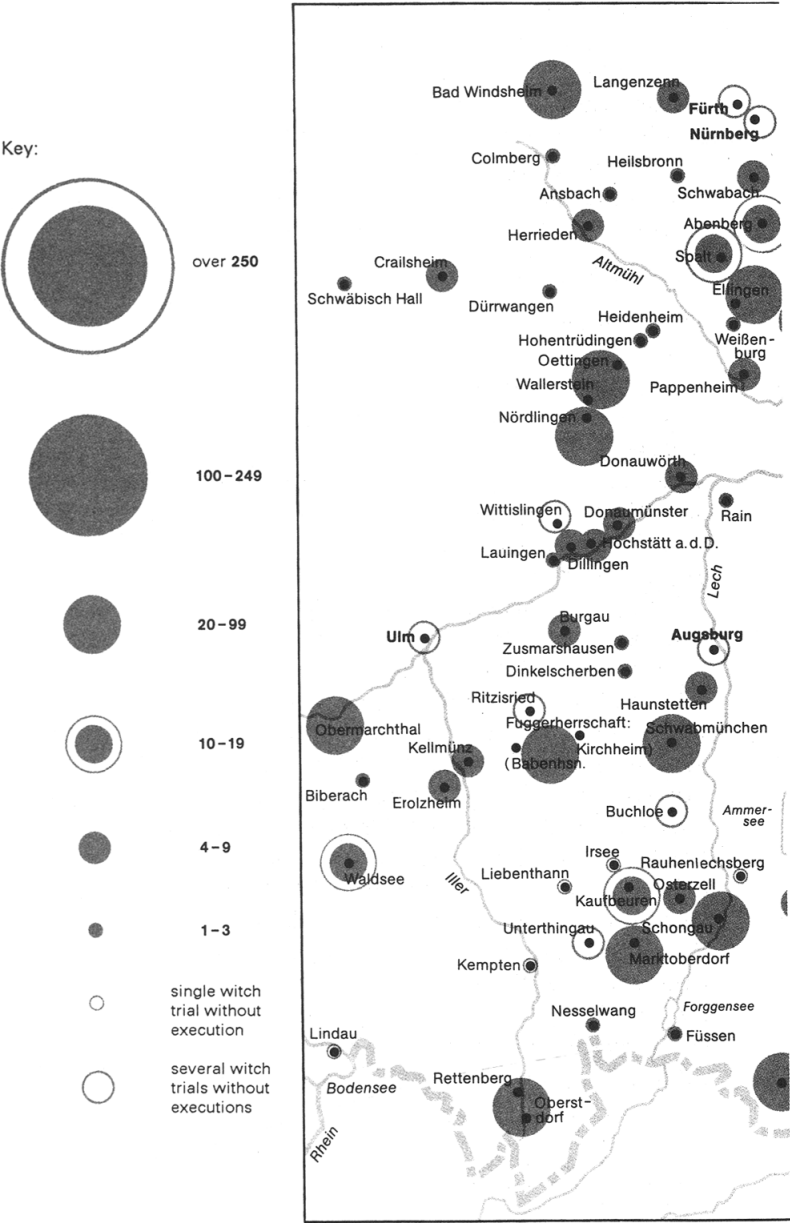 Key:
over 250
100–249
20–99
10–19
4–9
1–3
single witch
trial without
execution
several witch
trials without
executions
Bad Windsheim
Langenzenn
Fürth
Nürnberg
Colmberg
Heilsbronn
Ansbach
Schwabach
Herrieden
Abenberg
Spalt
Altmühl
Crailsheim
Schwäbisch Hall
Dürrwangen
Ellingen
Heidenheim
Hohentrüdingen
Weißen-
burg
Oettingen
Wallerstein
Pappenheim
Nördlingen
Donauwörth
Wittislingen
Donaumünster
Rain
Höchstätt a.d.D.
Lauingen
Dillingen
Lech
Burgau
Ulm
Zusmarshausen
Augsburg
Dinkelscherben
Ritzisried
Haunstetten
Obermarchthal
Fuggerherrschaft:
Schwabmünchen
Kellmünz
Kirchheim)
(Babenhsn.
Biberach
Erolzheim
Buchloe
Ammer-
see
Irsee
Rauhenlechsberg
Waldsee
Iller
Liebenthann
Osterzell
Kaufbeuren
Unterthingau
Schongau
Marktoberdorf
Kempten
Nesselwang
Forggensee
Füssen
Lindau
Bodensee
Rettenberg
Oberst-
dorf
Rhein